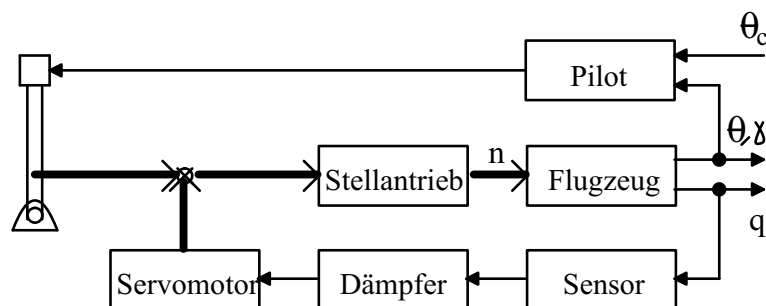 θc
Pilot
θ,γ
n
Stellantrieb
Flugzeug
q
Servomotor
Dämpfer
Sensor